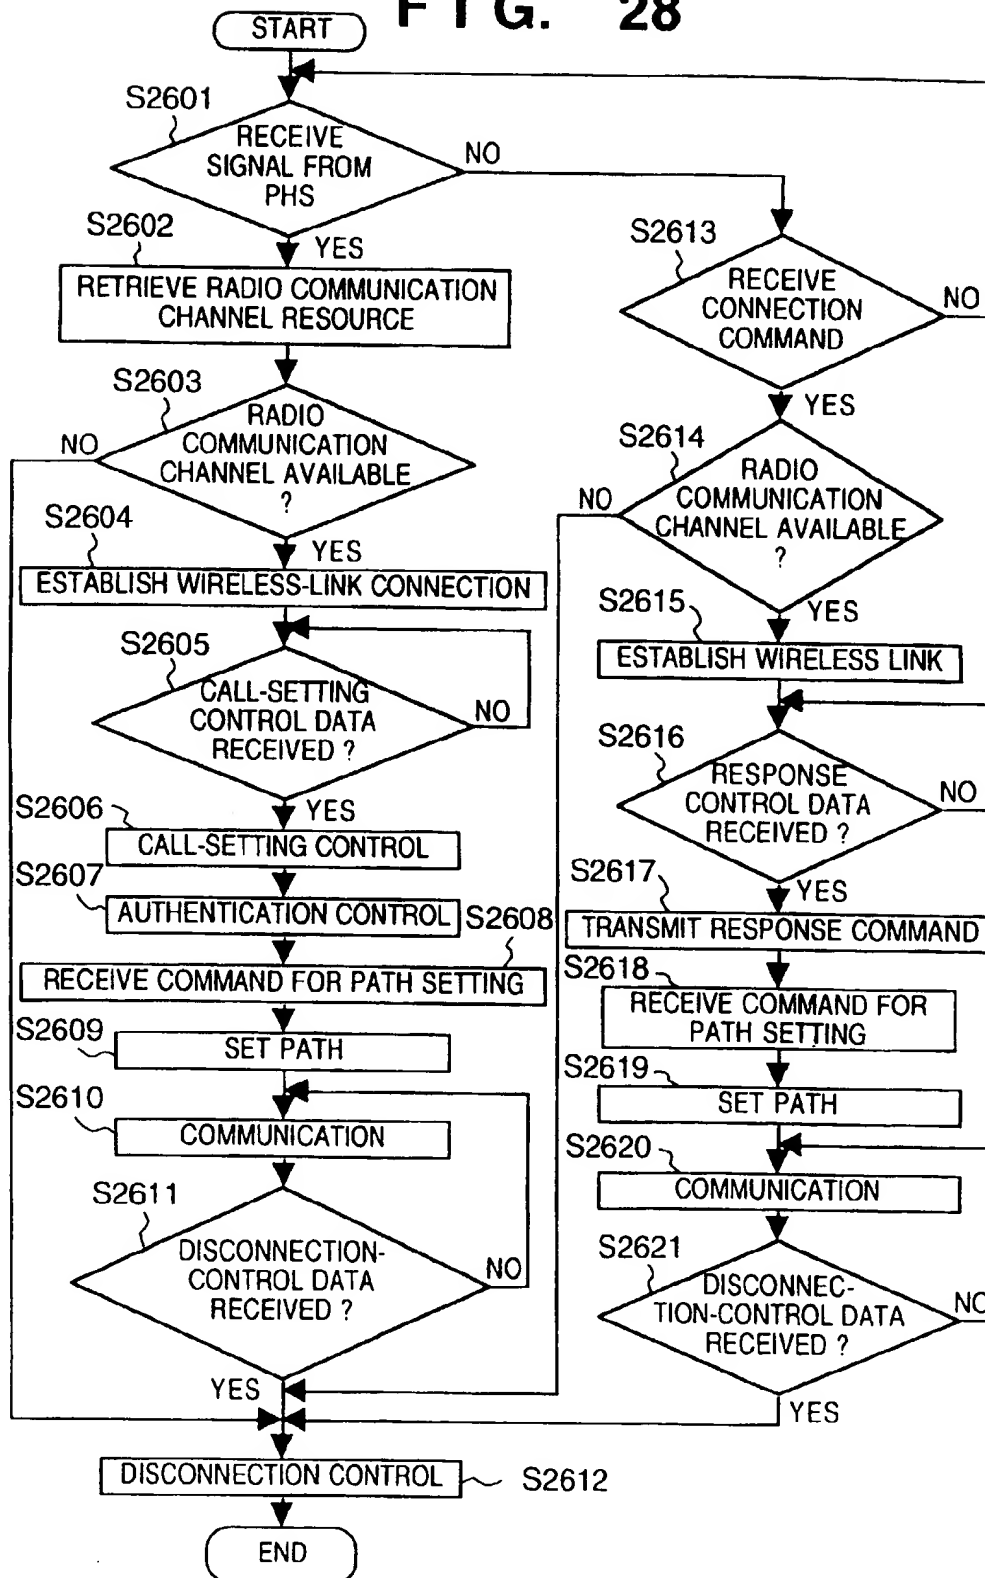 FIG. 28
START
S2601
RECEIVE
SIGNAL FROM
PHS
NO
YES
S2602
RETRIEVE RADIO COMMUNICATION
CHANNEL RESOURCE
S2603
RADIO
COMMUNICATION
CHANNEL AVAILABLE
?
NO
YES
S2604
ESTABLISH WIRELESS-LINK CONNECTION
S2605
CALL-SETTING
CONTROL DATA
RECEIVED ?
NO
YES
S2606
CALL-SETTING CONTROL
S2607
AUTHENTICATION CONTROL
S2608
RECEIVE COMMAND FOR PATH SETTING
S2609
SET PATH
S2610
COMMUNICATION
S2611
DISCONNECTION-
CONTROL DATA
RECEIVED ?
NO
YES
DISCONNECTION CONTROL
S2612
END
S2613
RECEIVE
CONNECTION
COMMAND
NO
YES
S2614
RADIO
COMMUNICATION
CHANNEL AVAILABLE
?
NO
YES
S2615
ESTABLISH WIRELESS LINK
S2616
RESPONSE
CONTROL DATA
RECEIVED ?
NO
YES
S2617
TRANSMIT RESPONSE COMMAND
S2618
RECEIVE COMMAND FOR
PATH SETTING
S2619
SET PATH
S2620
COMMUNICATION
S2621
DISCONNEC-
TION-CONTROL DATA
RECEIVED ?
NO
YES